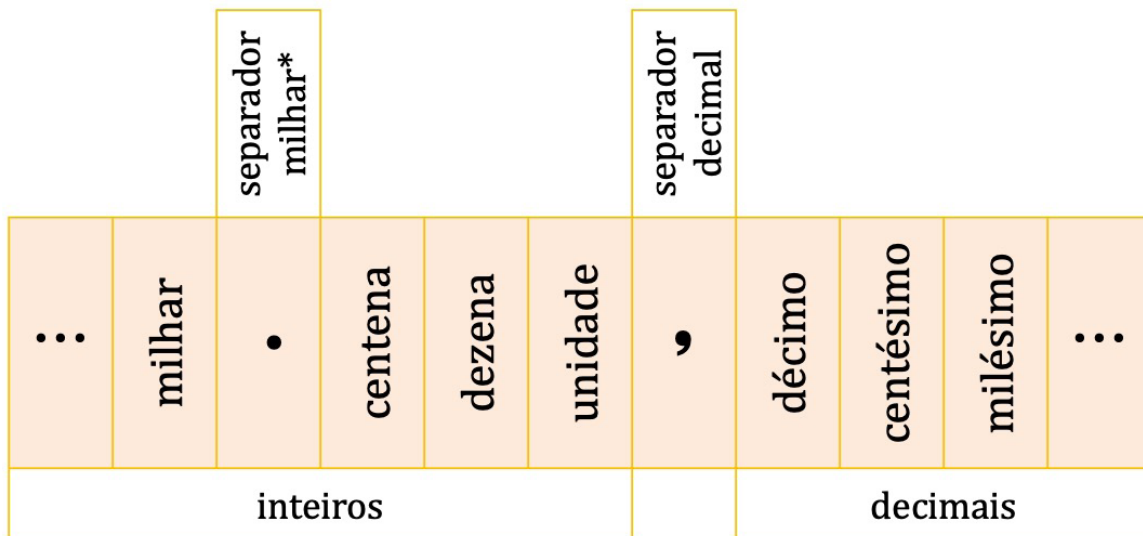 separador
milhar*
separador
decimal
...
milhar
.
centena
dezena
unidade
,
décimo
centésimo
milésimo
...
inteiros
decimais